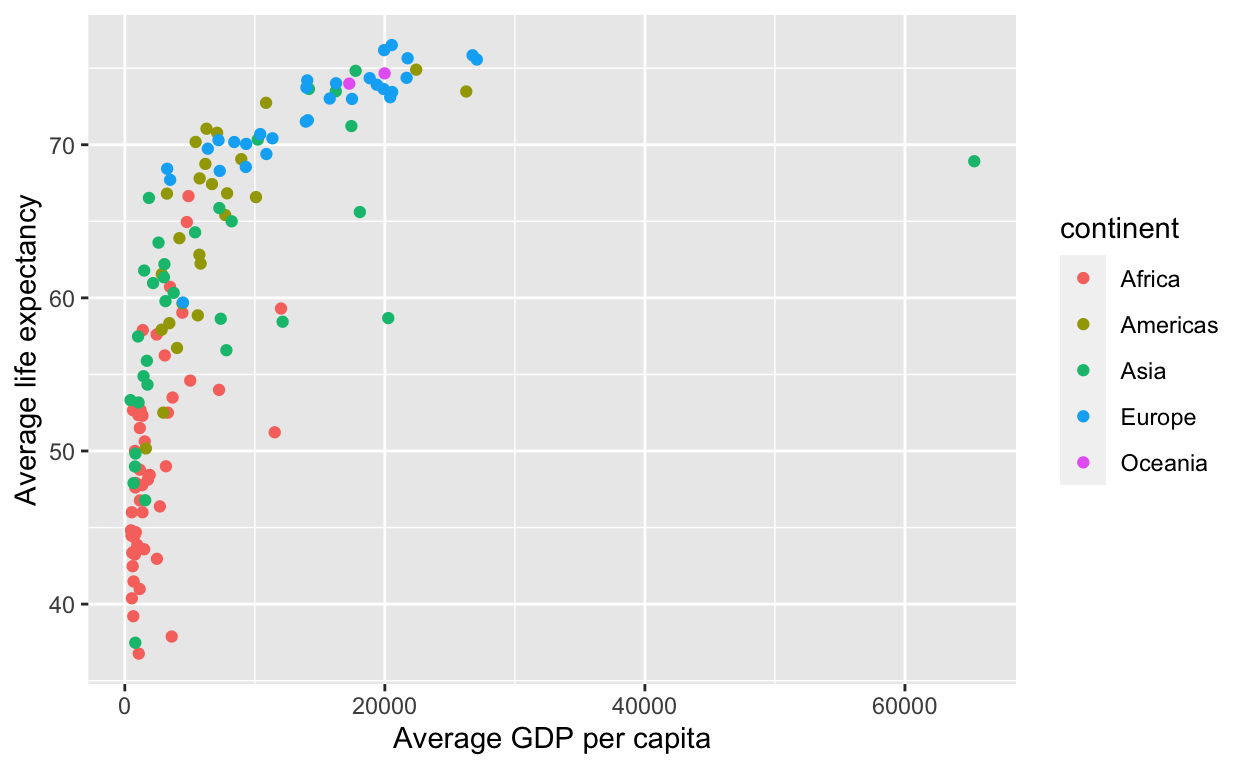 70
60
50
40
0
20000
40000
60000
Average GDP per capita
Average life expectancy
continent
Africa
Americas
Asia
Europe
Oceania